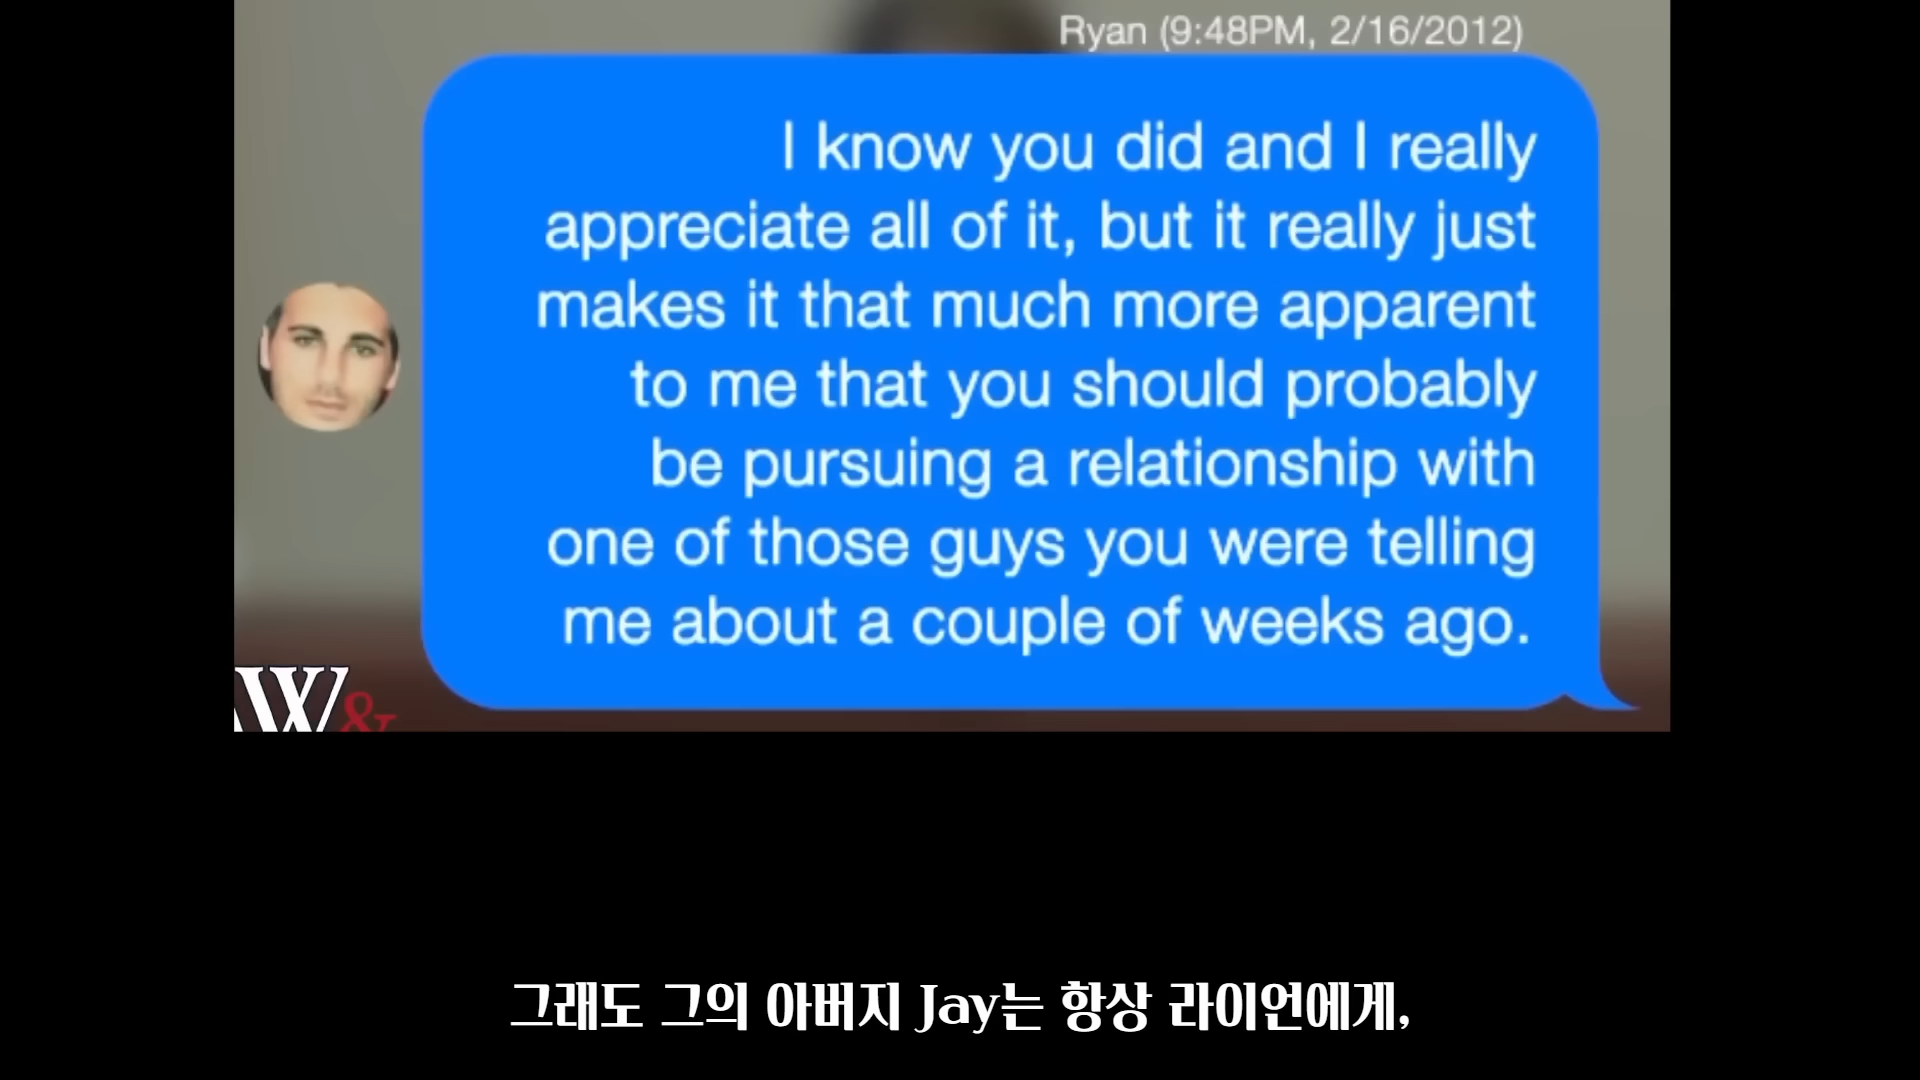 Ryan (9:48PM, 2/16/2012)
I know you did and I really
appreciate all of it, but it really just
makes it that much more apparent
to me that you should probably
be pursuing a relationship with
one of those guys you were telling
me about a couple of weeks ago.
W&
그래도 그의 아버지 Jay는 항상 라이언에게,